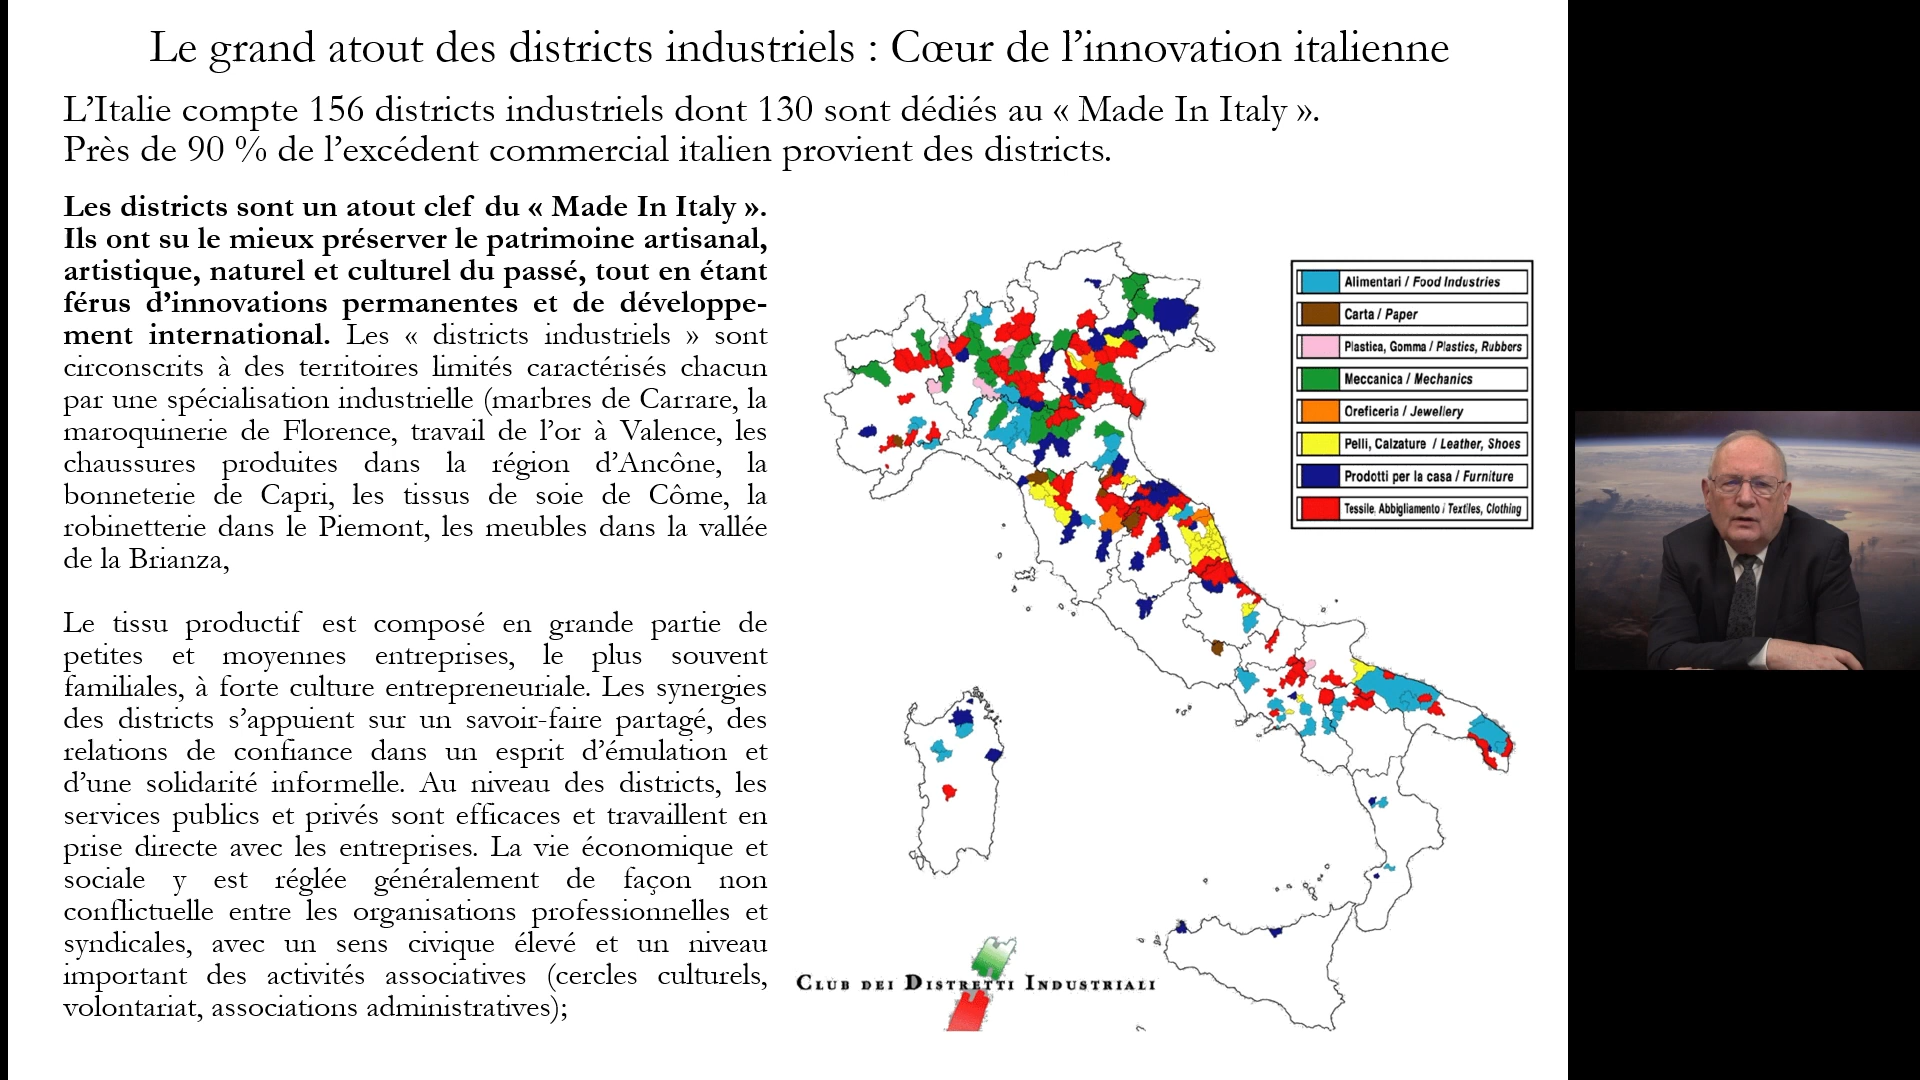 Le grand atout des districts industriels : Cœur de l’innovation italienne
L’Italie compte 156 districts industriels dont 130 sont dédiés au « Made In Italy ».
Près de 90 % de l’excédent commercial italien provient des districts.
Les districts sont un atout clef du « Made In Italy ».
Ils ont su le mieux préserver le patrimoine artisanal,
artistique, naturel et culturel du passé, tout en étant
férus d’innovations permanentes et de développe-
ment international. Les « districts industriels » sont
circonscrits à des territoires limités caractérisés chacun
par une spécialisation industrielle (marbres de Carrare, la
maroquinerie de Florence, travail de l’or à Valence, les
chaussures produites dans la région d’Ancône, la
bonneterie de Capri, les tissus de soie de Côme, la
robinetterie dans le Piemont, les meubles dans la vallée
de la Brianza,
Le tissu productif est composé en grande partie de
petites et moyennes entreprises, le plus souvent
familiales, à forte culture entrepreneuriale. Les synergies
des districts s’appuient sur un savoir-faire partagé, des
relations de confiance dans un esprit d’émulation et
d’une solidarité informelle. Au niveau des districts, les
services publics et privés sont efficaces et travaillent en
prise directe avec les entreprises. La vie économique et
sociale y est réglée généralement de façon non
conflictuelle entre les organisations professionnelles et
syndicales, avec un sens civique élevé et un niveau
important des activités associatives (cercles culturels,
volontariat, associations administratives);
Alimentari / Food Industries
Carta / Paper
Plastica, Gomma / Plastics, Rubbers
Meccanica / Mechanics
Oreficeria / Jewellery
Pelli, Calzature / Leather, Shoes
Prodotti per la casa / Furniture
Tessile, Abbigliamento / Textiles, Clothing
CLUB DEI DISTRETTI INDUSTRIALI